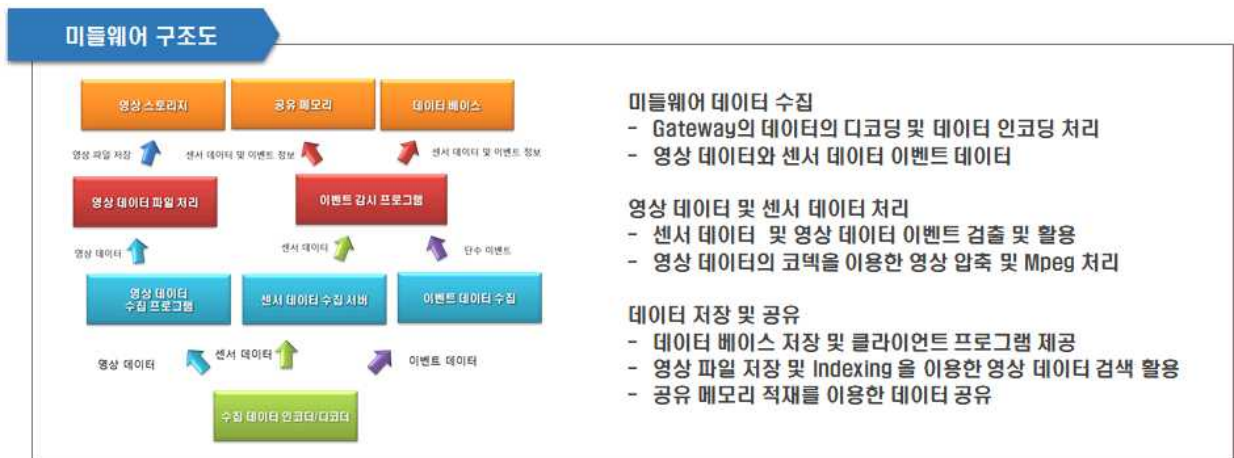 미들웨어 구조도
영상 스토리지
공유 메모리
데이터 베이스
영상 파일 저장
센서 데이터 및 이벤트 정보
센서 데이터 및 이벤트 정보
영상 데이터 파일 처리
이벤트 감시 프로그램
영상 데이터
센서 데이터
단수 이벤트
영상 데이터
수집 프로그램
센서 데이터 수집 서버
이벤트 데이터 수집
영상 데이터
센서 데이터
이벤트 데이터
수집 데이터 인코더/디코더
미들웨어 데이터 수집
- Gateway의 데이터의 디코딩 및 데이터 인코딩 처리
- 영상 데이터와 센서 데이터 이벤트 데이터
영상 데이터 및 센서 데이터 처리
- 센서 데이터 및 영상 데이터 이벤트 검출 및 활용
- 영상 데이터의 코덱을 이용한 영상 압축 및 Mpeg 처리
데이터 저장 및 공유
- 데이터 베이스 저장 및 클라이언트 프로그램 제공
- 영상 파일 저장 및 Indexing 을 이용한 영상 데이터 검색 활용
- 공유 메모리 적재를 이용한 데이터 공유